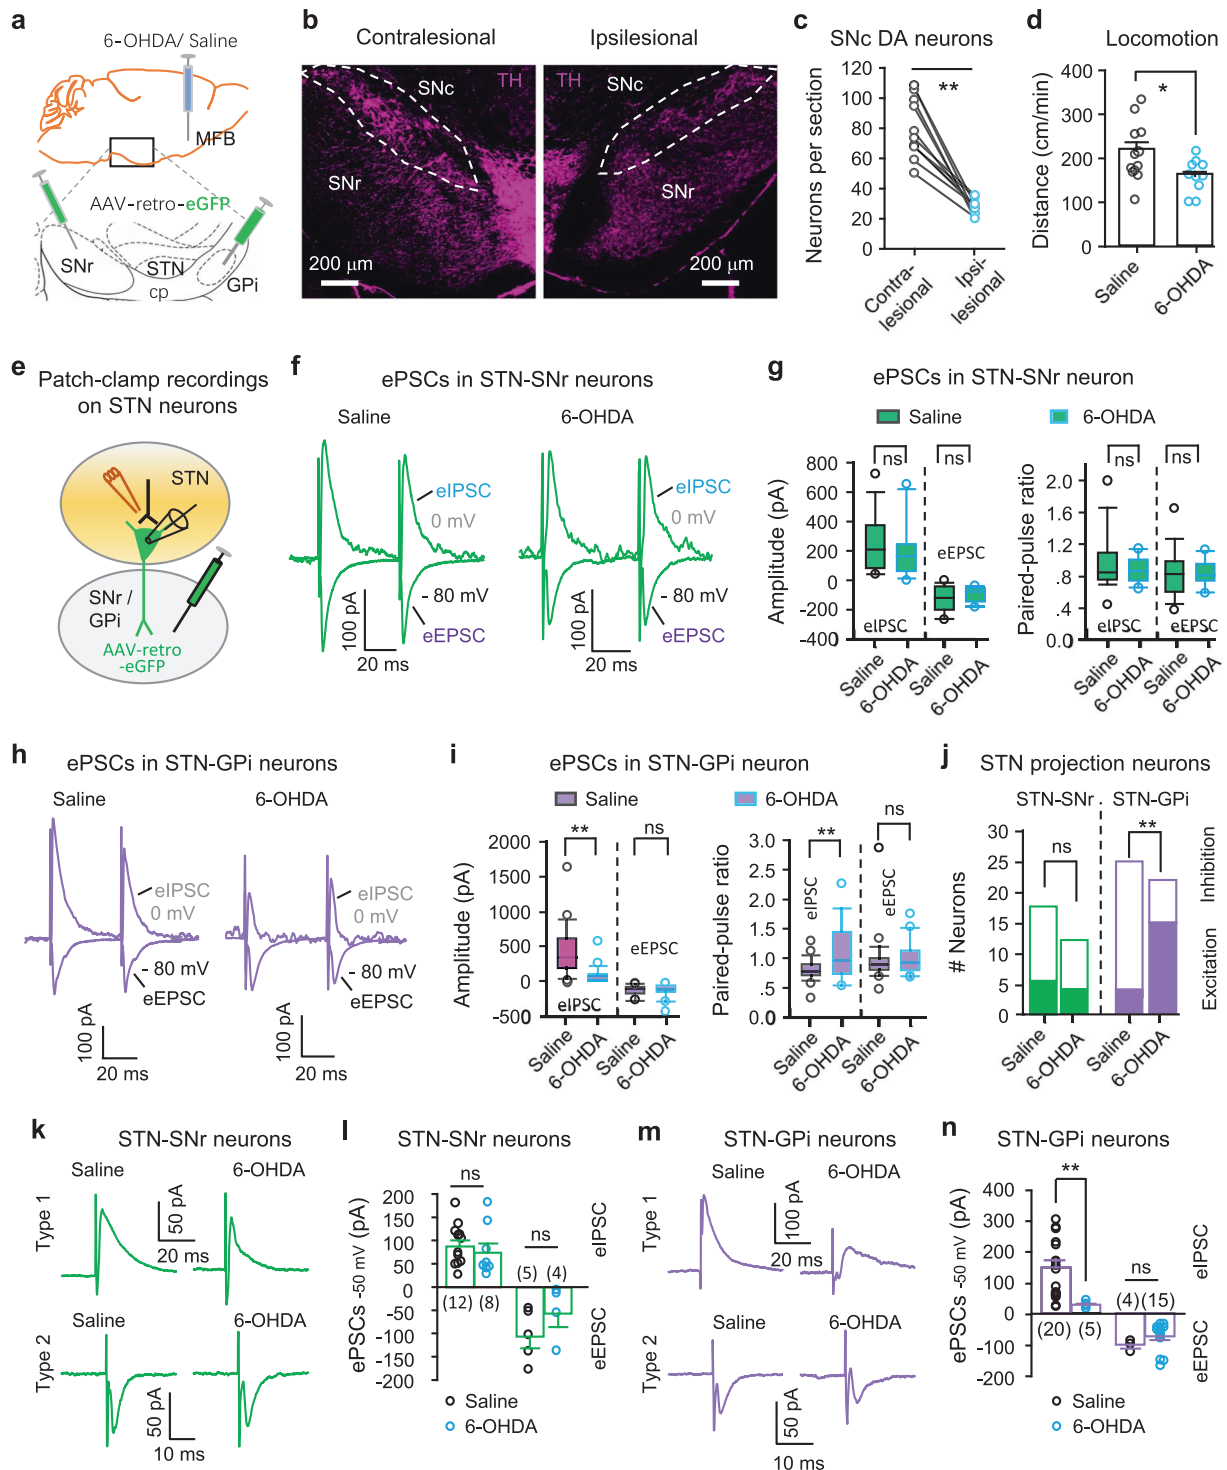 a
6-OHDA/ Saline
MFB
AAV-retro-eGFP
SNr
STN
cp
GPi
b
Contralesional
Ipsilesional
TH
SNc
SNr
200 µm
TH
SNc
SNr
200 µm
c
SNc DA neurons
**
Neurons per section
120
100
80
60
40
20
0
Contra-
lesional
Ipsi-
lesional
d
Locomotion
*
Distance (cm/min)
400
300
200
100
0
Saline
6-OHDA
e
Patch-clamp recordings
on STN neurons
STN
SNr /
GPi
AAV-retro
-eGFP
f
ePSCs in STN-SNr neurons
Saline
6-OHDA
eIPSC
0 mV
- 80 mV
eEPSC
100 pA
20 ms
eIPSC
0 mV
- 80 mV
eEPSC
100 pA
20 ms
g
ePSCs in STN-SNr neuron
Saline
6-OHDA
Amplitude (pA)
800
600
400
200
0
-200
-400
ns
ns
eEPSC
eIPSC
Saline
6-OHDA
Saline
6-OHDA
Paired-pulse ratio
2.0
1.6
1.2
.8
.4
0.0
ns
ns
eIPSC
eEPSC
Saline
6-OHDA
Saline
6-OHDA
h
ePSCs in STN-GPi neurons
Saline
6-OHDA
eIPSC
0 mV
- 80 mV
eEPSC
100 pA
20 ms
eIPSC
0 mV
- 80 mV
eEPSC
100 pA
20 ms
i
ePSCs in STN-GPi neuron
Saline
6-OHDA
Amplitude (pA)
2000
1500
1000
500
0
-500
**
ns
eEPSC
eIPSC
Saline
6-OHDA
Saline
6-OHDA
Paired-pulse ratio
3.0
2.5
2.0
1.5
1.0
.5
0.0
**
ns
eIPSC
eEPSC
Saline
6-OHDA
Saline
6-OHDA
j
STN projection neurons
STN-SNr
STN-GPi
# Neurons
30
25
20
15
10
5
0
ns
**
Inhibition
Excitation
Saline
6-OHDA
Saline
6-OHDA
k
STN-SNr neurons
Saline
6-OHDA
Type 1
50 pA
20 ms
Saline
6-OHDA
Type 2
50 pA
10 ms
l
STN-SNr neurons
ePSCs -50 mV (pA)
200
150
100
50
0
-50
-100
-150
-200
ns
ns
(5)
(4)
(12)
(8)
eIPSC
eEPSC
Saline
6-OHDA
m
STN-GPi neurons
Saline
6-OHDA
Type 1
100 pA
20 ms
Saline
6-OHDA
Type 2
50 pA
10 ms
n
STN-GPi neurons
ePSCs -50 mV (pA)
400
300
200
100
0
-100
-200
**
ns
(4)
(15)
(20)
(5)
eIPSC
eEPSC
Saline
6-OHDA